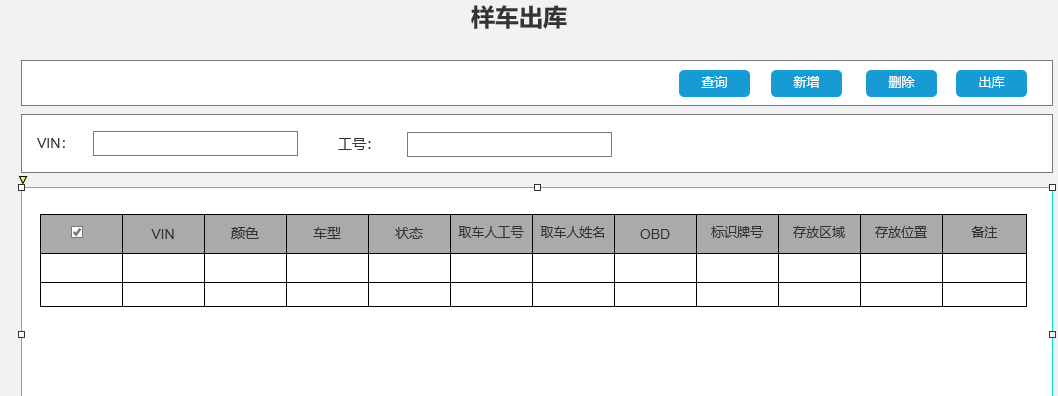 样车出库
查询 新增 删除 出库
VIN： 工号：
VIN 颜色 车型 状态 取车人工号 取车人姓名 OBD 标识牌号 存放区域 存放位置 备注